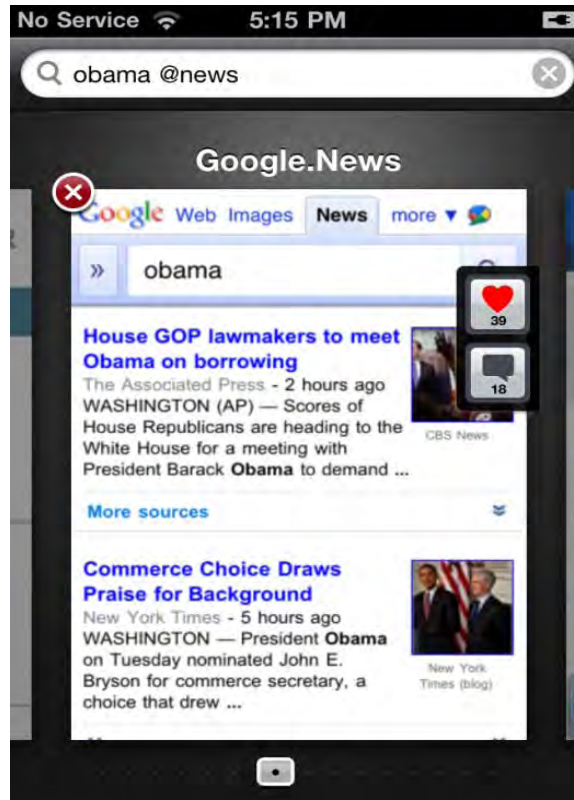 No Service 5:15 PM
obama @news
Google.News
Google Web Images News more ▼
» obama
39
18
House GOP lawmakers to meet
Obama on borrowing
The Associated Press - 2 hours ago
WASHINGTON (AP) — Scores of
House Republicans are heading to the
White House for a meeting with
President Barack Obama to demand ...
CBS News
More sources
Commerce Choice Draws
Praise for Background
New York Times - 5 hours ago
WASHINGTON — President Obama
on Tuesday nominated John E.
Bryson for commerce secretary, a
choice that drew ...
New York
Times (blog)